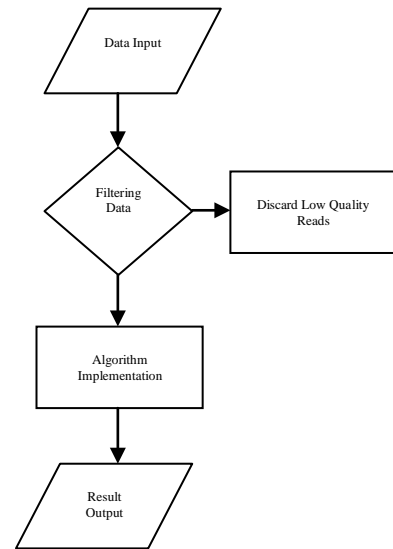 Data Input
Filtering
Data
Discard Low Quality
Reads
Algorithm
Implementation
Result
Output